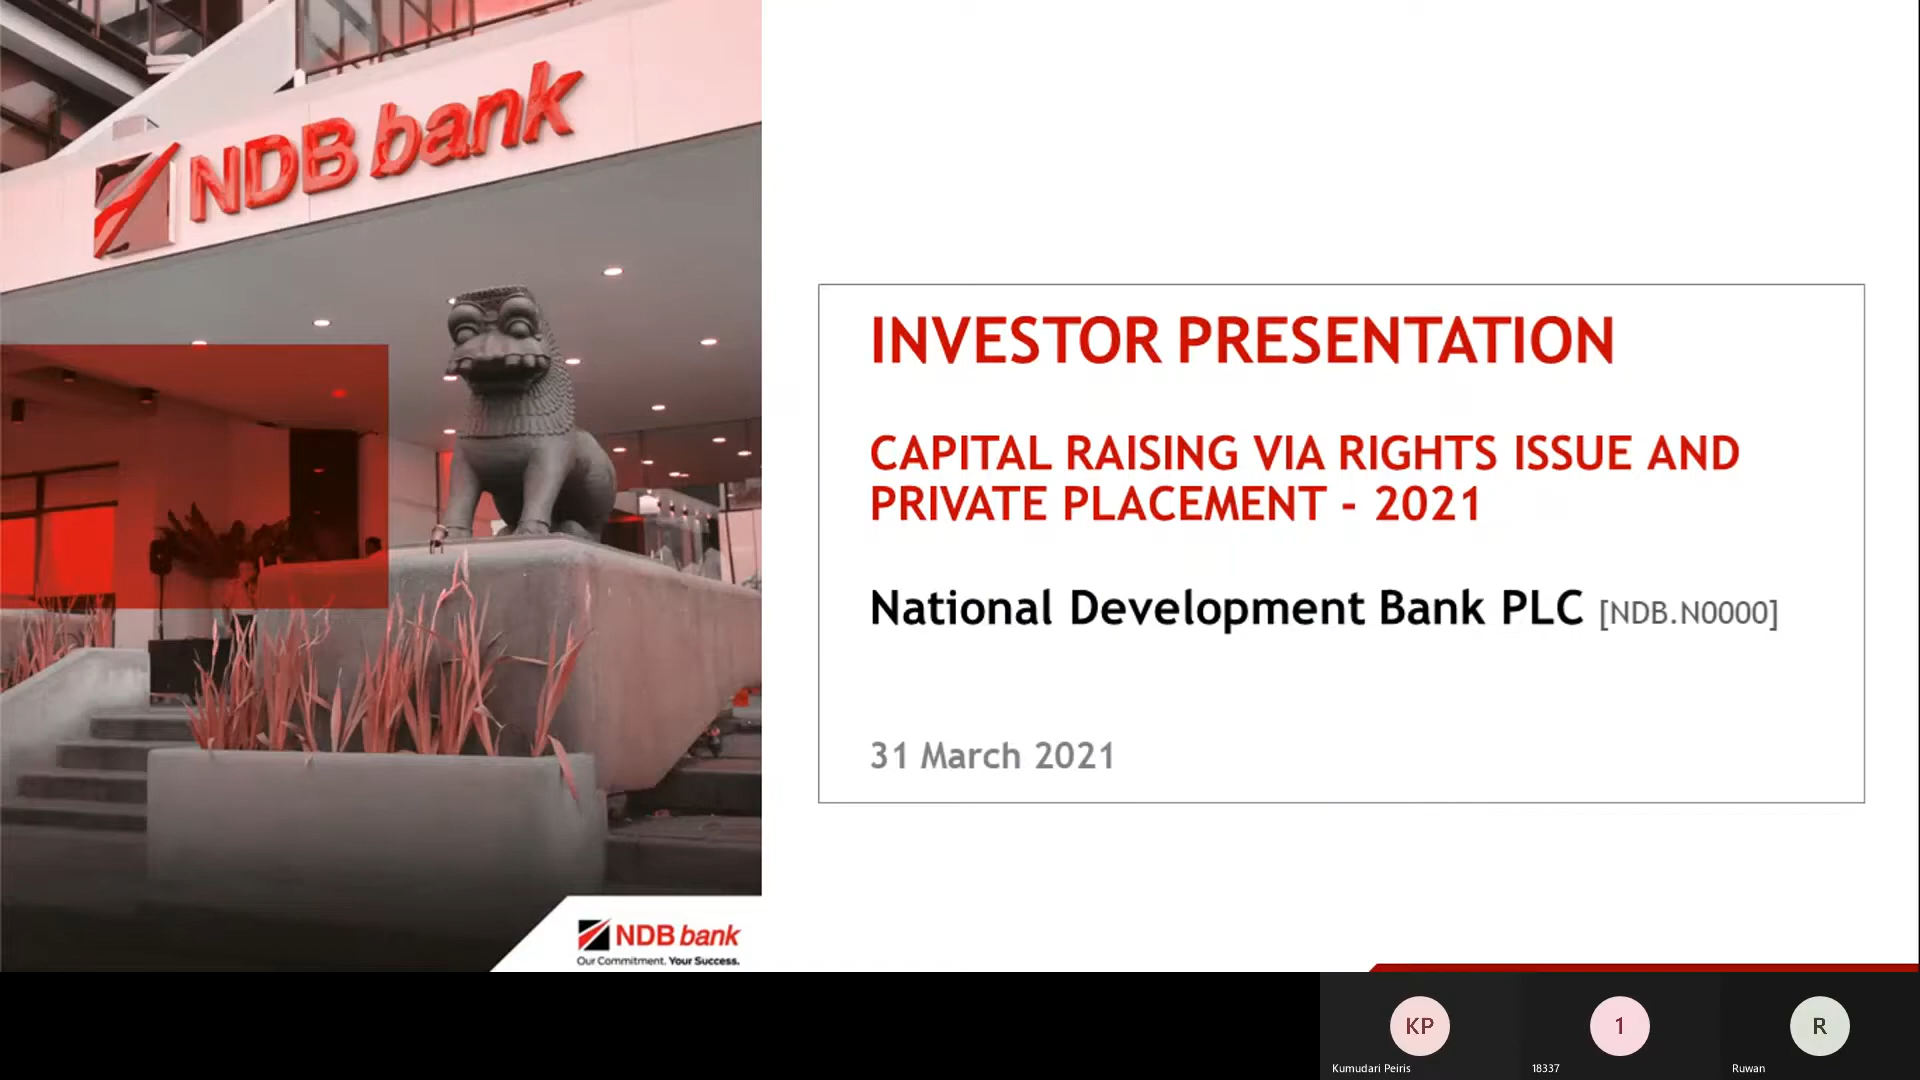 NDB bank
INVESTOR PRESENTATION
CAPITAL RAISING VIA RIGHTS ISSUE AND
PRIVATE PLACEMENT - 2021
National Development Bank PLC [NDB.N0000]
31 March 2021
NDB bank
Our Commitment. Your Success.
KP
1
R
Kumudari Peiris
18337
Ruwan